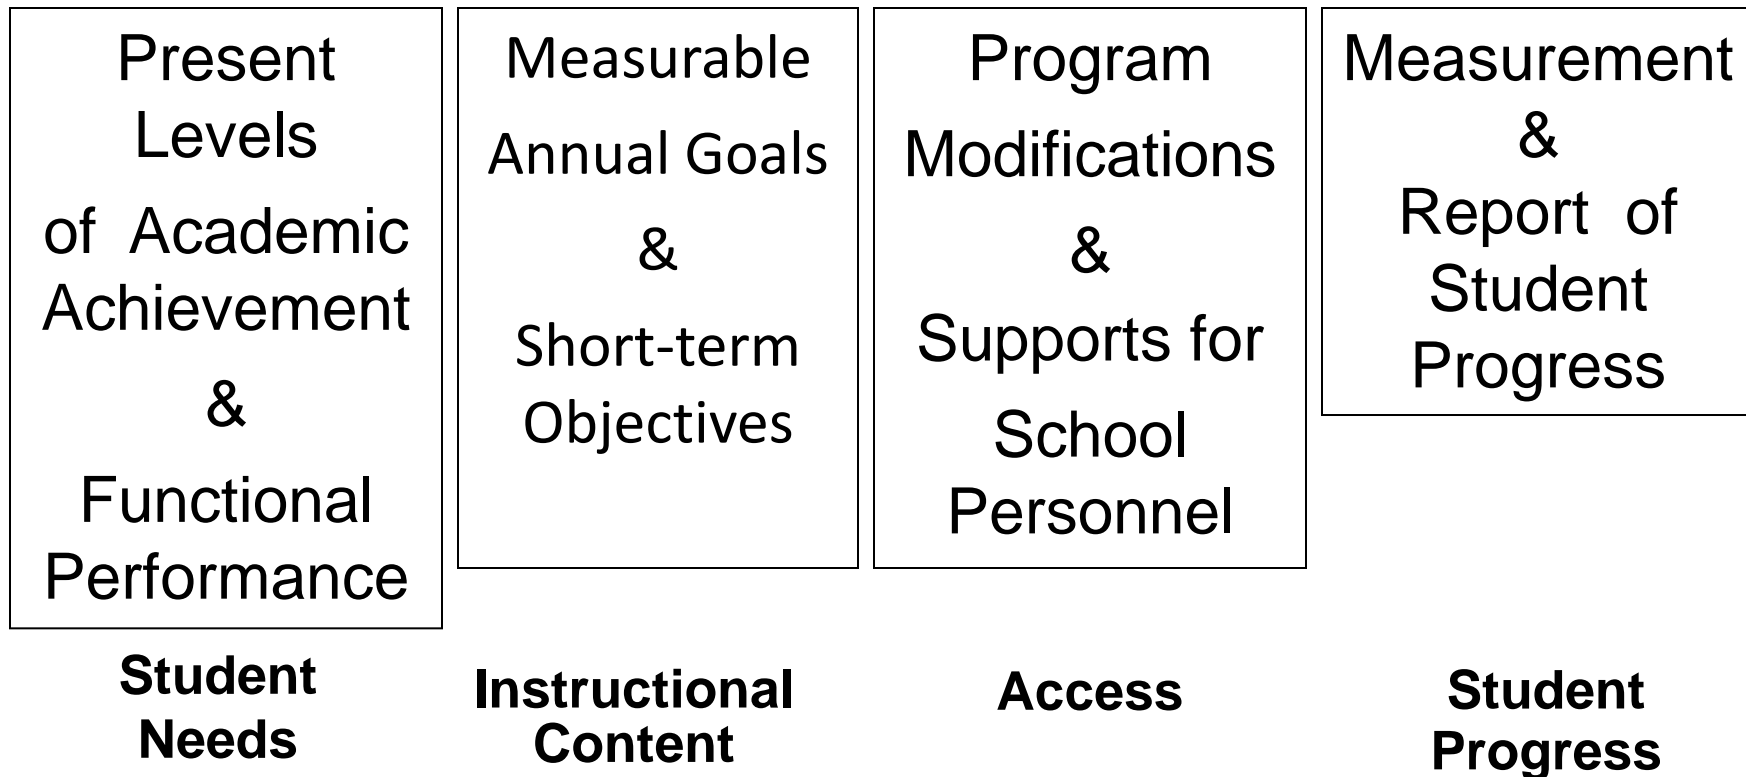 Present
Levels
of Academic
Achievement
&
Functional
Performance
Student
Needs
Measurable
Annual Goals
&
Short-term
Objectives
Instructional
Content
Program
Modifications
&
Supports for
School
Personnel
Access
Measurement
&
Report of
Student
Progress
Student
Progress